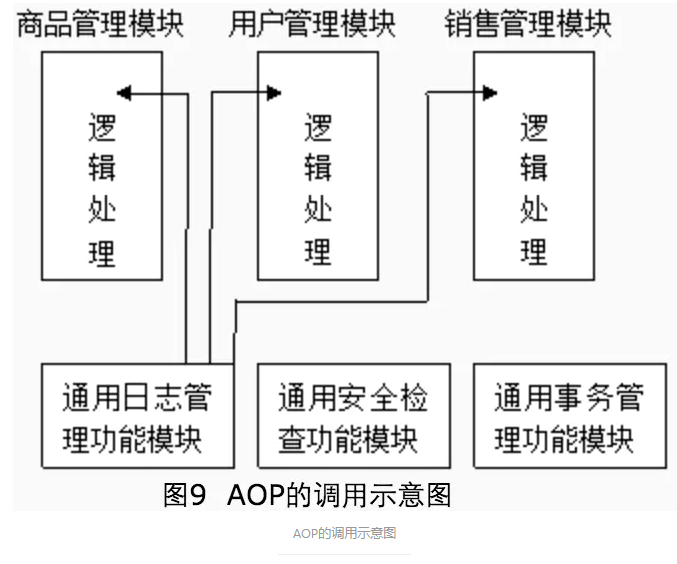 商品管理模块 用户管理模块 销售管理模块
逻辑处理
逻辑处理
逻辑处理
通用日志管
理功能模块
通用安全检
查功能模块
通用事务管
理功能模块
图9 AOP的调用示意图
AOP的调用示意图